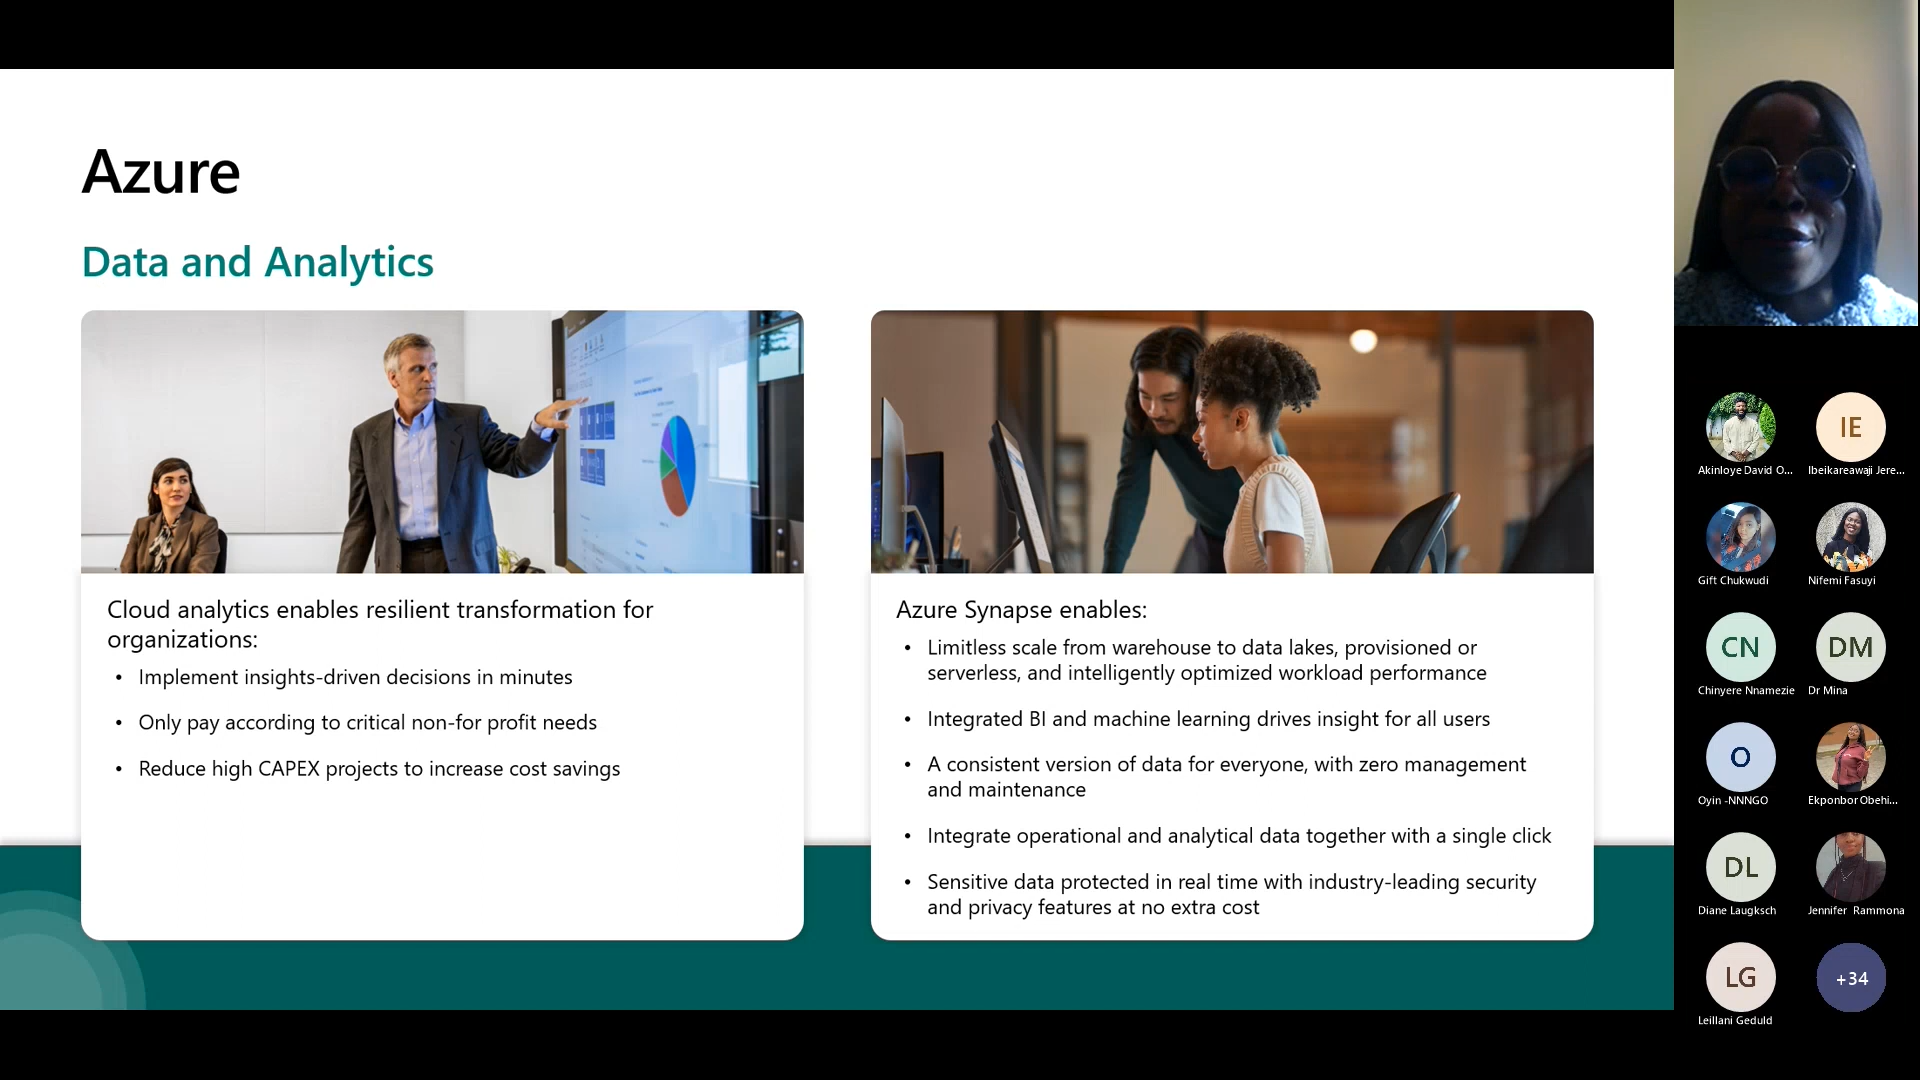 Azure
Data and Analytics
Cloud analytics enables resilient transformation for
organizations:
• Implement insights-driven decisions in minutes
• Only pay according to critical non-for profit needs
• Reduce high CAPEX projects to increase cost savings
Azure Synapse enables:
• Limitless scale from warehouse to data lakes, provisioned or
serverless, and intelligently optimized workload performance
• Integrated BI and machine learning drives insight for all users
• A consistent version of data for everyone, with zero management
and maintenance
• Integrate operational and analytical data together with a single click
• Sensitive data protected in real time with industry-leading security
and privacy features at no extra cost
Akinloye David O...
IE
Ibeikareawaji Jere...
Gift Chukwudi
Nifemi Fasuyi
CN
Chinyere Nnamezie
DM
Dr Mina
O
Oyin -NNNGO
Ekponbor Obehi...
DL
Diane Laugksch
Jennifer Rammona
LG
Leillani Geduld
+34